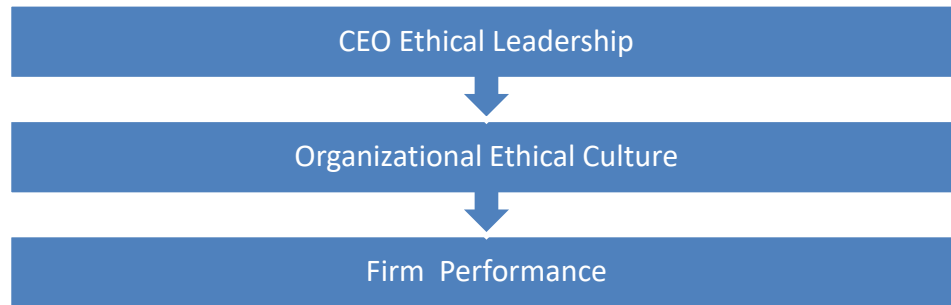 CEO Ethical Leadership
Organizational Ethical Culture
Firm  Performance